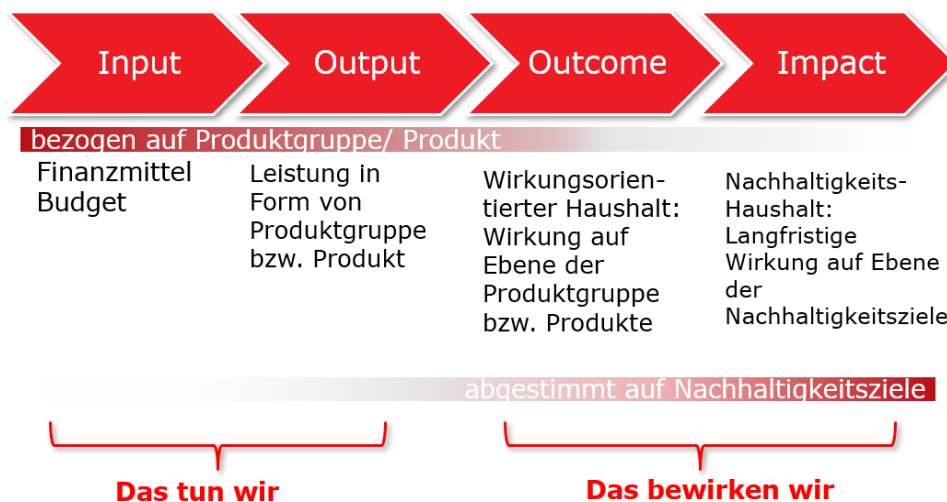 Input
Output
Outcome
Impact
bezogen auf Produktgruppe/ Produkt
Finanzmittel
Budget
Leistung in
Form von
Produktgruppe
bzw. Produkt
Wirkungsorien-
tierter Haushalt:
Wirkung auf
Ebene der
Produktgruppe
bzw. Produkte
Nachhaltigkeits-
Haushalt:
Langfristige
Wirkung auf Ebene
der
Nachhaltigkeitsziele
abgestimmt auf Nachhaltigkeitsziele
Das tun wir
Das bewirken wir